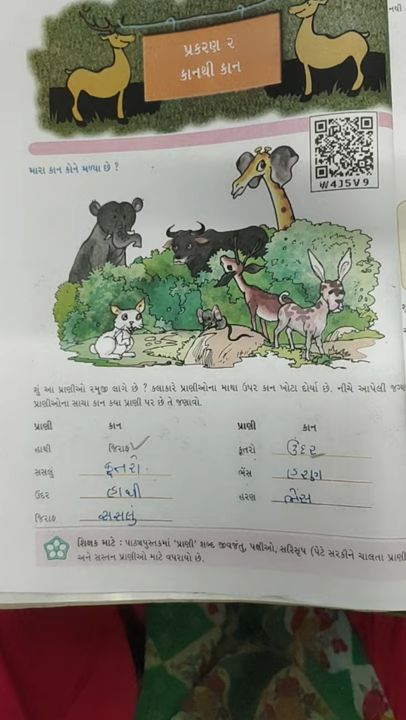 પ્રકરણ ૨
કાનથી કાન
W4J5V9
મારા કાન કોને મળ્યા છે ?
શું આ પ્રાણીઓ રમૂજી લાગે છે ? કલાકારે પ્રાણીઓના માથા ઉપર કાન ખોટા દોર્યા છે. નીચે આપેલી
પ્રાણીઓના સાચા કાન કયા પ્રાણી પર છે તે જણાવો.
પ્રાણી કાન પ્રાણી કાન
હાથી જિરાફ કૂતરો ઉંદર
સસલું કૂતરો ભેંસ હરણ
ઉંદર હાથી હરણ ભેંસ
જિરાફ સસલું
શિક્ષક માટે : પાઠ્યપુસ્તકમાં 'પ્રાણી' શબ્દ જીવજંતુ, પક્ષીઓ, સરિસૃપ (પેટે સરકીને ચાલતા પ્રાણી
અને સસ્તન પ્રાણીઓ માટે વપરાયો છે.